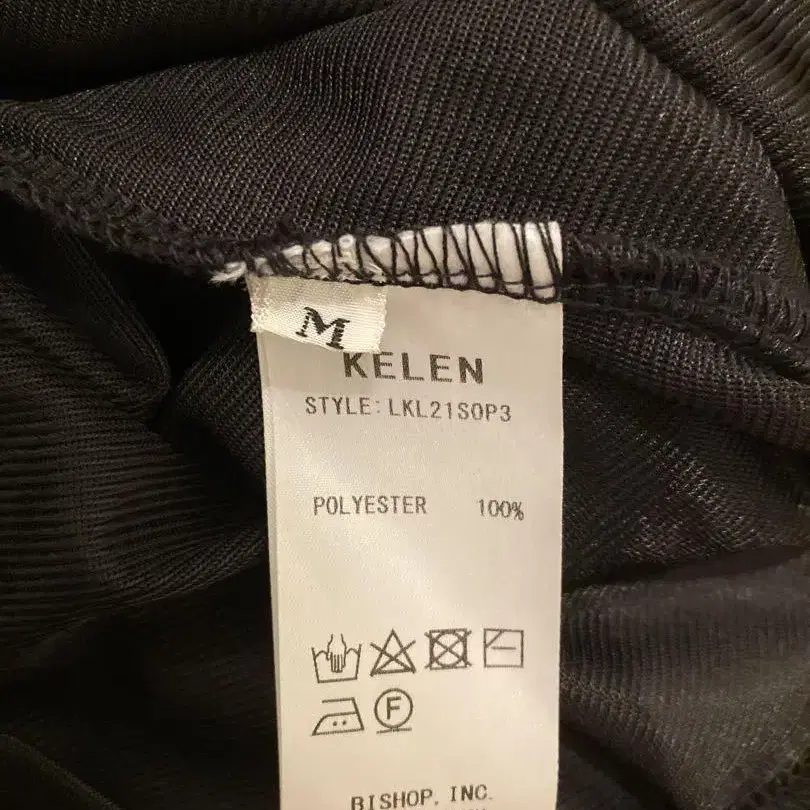 M
KELEN
STYLE:LKL21SOP3
POLYESTER 100%
F
BISHOP, INC.